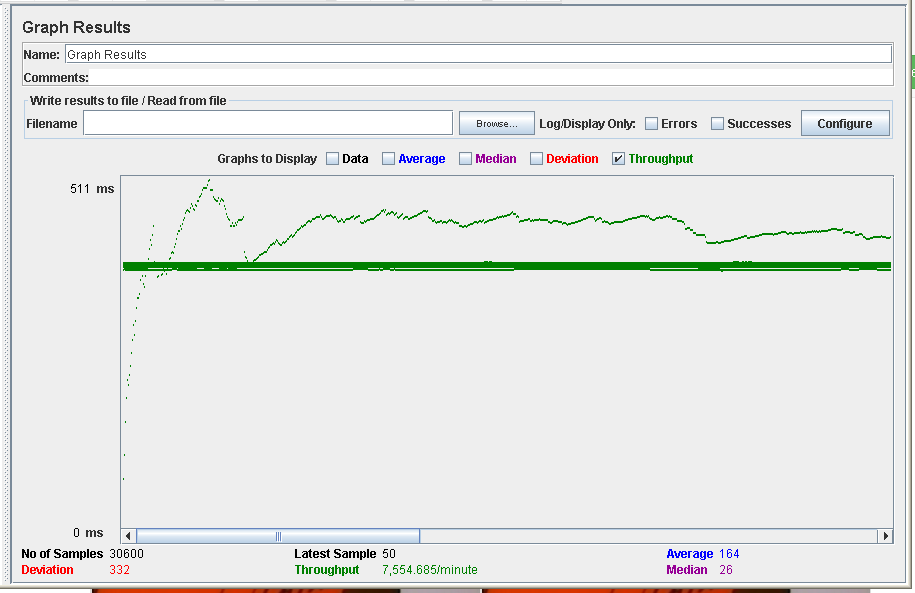 Graph Results
Name: Graph Results
Comments:
Write results to file / Read from file
Filename Browse... Log/Display Only: Errors Successes Configure
Graphs to Display Data Average Median Deviation Throughput
511 ms
0 ms
No of Samples 30600 Latest Sample 50 Average 164
Deviation 332 Throughput 7,554.685/minute Median 26